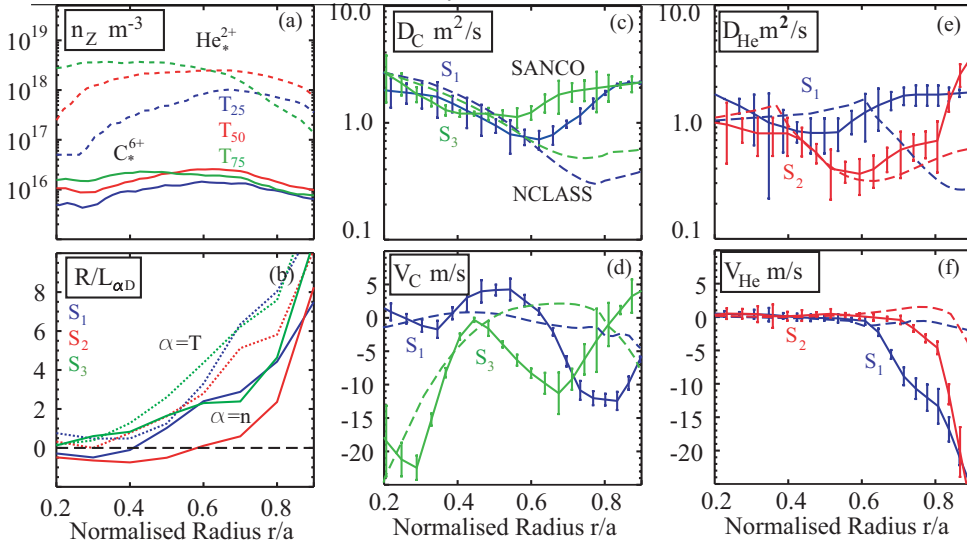 (a)
n_Z m^-3
He_*^2+
10^19
10^18
10^17
10^16
T_25
T_50
T_75
C_*^6+
(b)
R/L_αD
8
6
4
2
0
S_1
S_2
S_3
α=T
α=n
0.2 0.4 0.6 0.8
Normalised Radius r/a
(c)
D_C m^2/s
10.0
1.0
0.1
S_1
S_3
SANCO
NCLASS
(d)
V_C m/s
5
0
-5
-10
-15
-20
S_1
S_3
0.2 0.4 0.6 0.8
Normalised Radius r/a
(e)
D_He m^2/s
10.0
1.0
0.1
S_1
S_2
(f)
V_He m/s
5
0
-5
-10
-15
-20
S_2
S_1
0.2 0.4 0.6 0.8
Normalised Radius r/a